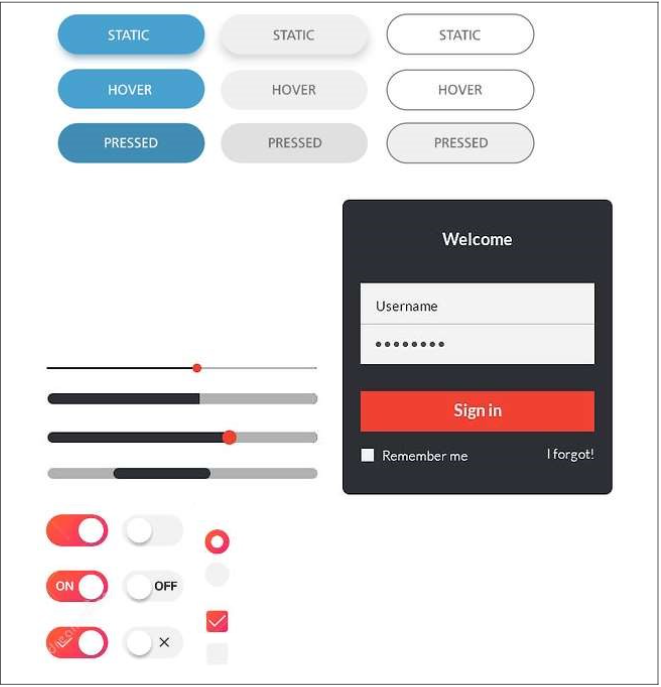 STATIC STATIC STATIC
HOVER HOVER HOVER
PRESSED PRESSED PRESSED
Welcome
Username
Sign in
Remember me I forgot!
ON OFF